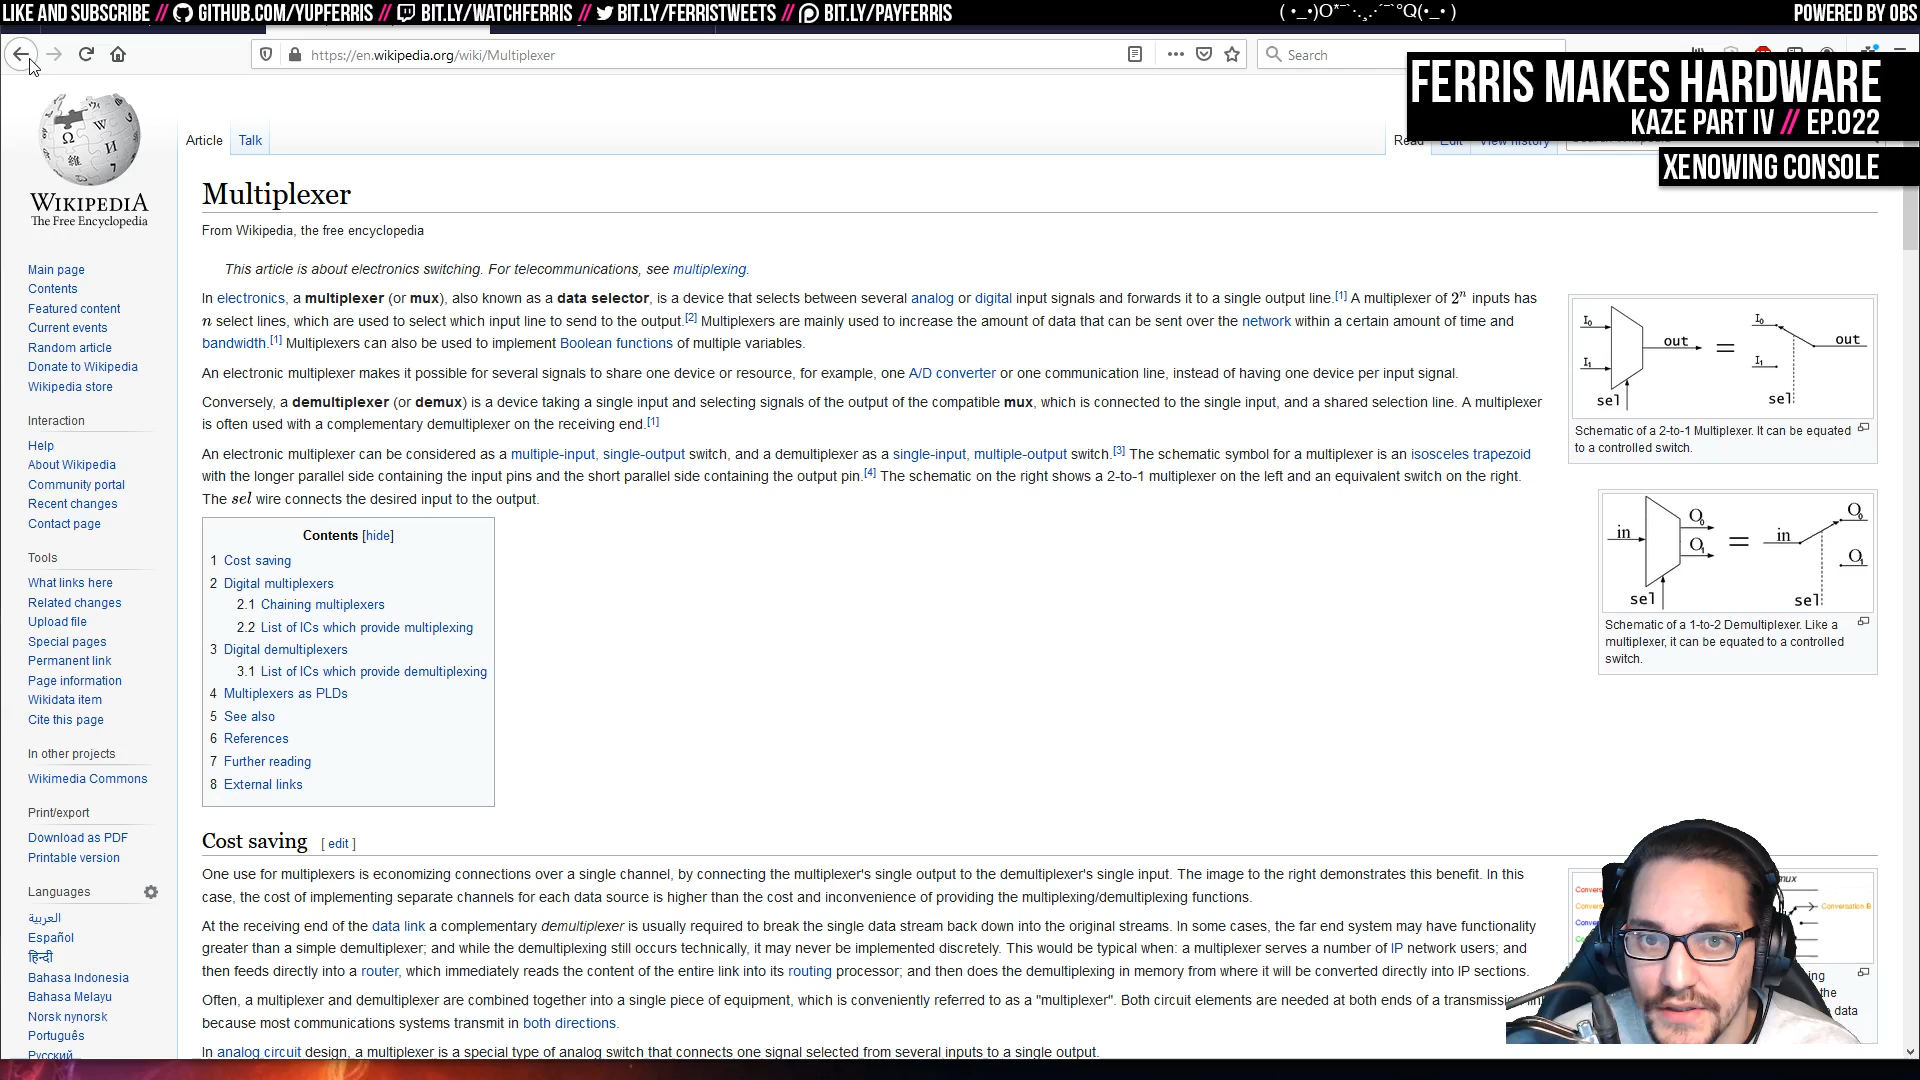 LIKE AND SUBSCRIBE // GITHUB.COM/YUPFERRIS // BIT.LY/WATCHFERRIS // BIT.LY/FERRISTWEETS // BIT.LY/PAYFERRIS
POWERED BY OBS
https://en.wikipedia.org/wiki/Multiplexer
Search
FERRIS MAKES HARDWARE
KAZE PART IV // EP.022
XENOWING CONSOLE
WIKIPEDIA
The Free Encyclopedia
Main page
Contents
Featured content
Current events
Random article
Donate to Wikipedia
Wikipedia store
Interaction
Help
About Wikipedia
Community portal
Recent changes
Contact page
Tools
What links here
Related changes
Upload file
Special pages
Permanent link
Page information
Wikidata item
Cite this page
In other projects
Wikimedia Commons
Print/export
Download as PDF
Printable version
Languages
العربية
Español
हिन्दी
Bahasa Indonesia
Bahasa Melayu
Norsk nynorsk
Português
Русский
Article Talk
Read Edit View history
Multiplexer
From Wikipedia, the free encyclopedia
This article is about electronics switching. For telecommunications, see multiplexing.
In electronics, a multiplexer (or mux), also known as a data selector, is a device that selects between several analog or digital input signals and forwards it to a single output line.[1] A multiplexer of 2ⁿ inputs has
n select lines, which are used to select which input line to send to the output.[2] Multiplexers are mainly used to increase the amount of data that can be sent over the network within a certain amount of time and
bandwidth.[1] Multiplexers can also be used to implement Boolean functions of multiple variables.
An electronic multiplexer makes it possible for several signals to share one device or resource, for example, one A/D converter or one communication line, instead of having one device per input signal.
Conversely, a demultiplexer (or demux) is a device taking a single input and selecting signals of the output of the compatible mux, which is connected to the single input, and a shared selection line. A multiplexer
is often used with a complementary demultiplexer on the receiving end.[1]
An electronic multiplexer can be considered as a multiple-input, single-output switch, and a demultiplexer as a single-input, multiple-output switch.[3] The schematic symbol for a multiplexer is an isosceles trapezoid
with the longer parallel side containing the input pins and the short parallel side containing the output pin.[4] The schematic on the right shows a 2-to-1 multiplexer on the left and an equivalent switch on the right.
The sel wire connects the desired input to the output.
Contents [hide]
1 Cost saving
2 Digital multiplexers
2.1 Chaining multiplexers
2.2 List of ICs which provide multiplexing
3 Digital demultiplexers
3.1 List of ICs which provide demultiplexing
4 Multiplexers as PLDs
5 See also
6 References
7 Further reading
8 External links
I₀ I₁ sel out = I₀ I₁ sel out
Schematic of a 2-to-1 Multiplexer. It can be equated
to a controlled switch.
in O₀ O₁ sel = in O₀ O₁ sel
Schematic of a 1-to-2 Demultiplexer. Like a
multiplexer, it can be equated to a controlled
switch.
Cost saving [ edit ]
One use for multiplexers is economizing connections over a single channel, by connecting the multiplexer's single output to the demultiplexer's single input. The image to the right demonstrates this benefit. In this
case, the cost of implementing separate channels for each data source is higher than the cost and inconvenience of providing the multiplexing/demultiplexing functions.
At the receiving end of the data link a complementary demultiplexer is usually required to break the single data stream back down into the original streams. In some cases, the far end system may have functionality
greater than a simple demultiplexer; and while the demultiplexing still occurs technically, it may never be implemented discretely. This would be typical when: a multiplexer serves a number of IP network users; and
then feeds directly into a router, which immediately reads the content of the entire link into its routing processor; and then does the demultiplexing in memory from where it will be converted directly into IP sections.
Often, a multiplexer and demultiplexer are combined together into a single piece of equipment, which is conveniently referred to as a "multiplexer". Both circuit elements are needed at both ends of a transmission
because most communications systems transmit in both directions.
In analog circuit design, a multiplexer is a special type of analog switch that connects one signal selected from several inputs to a single output.
Conversation B
the
data